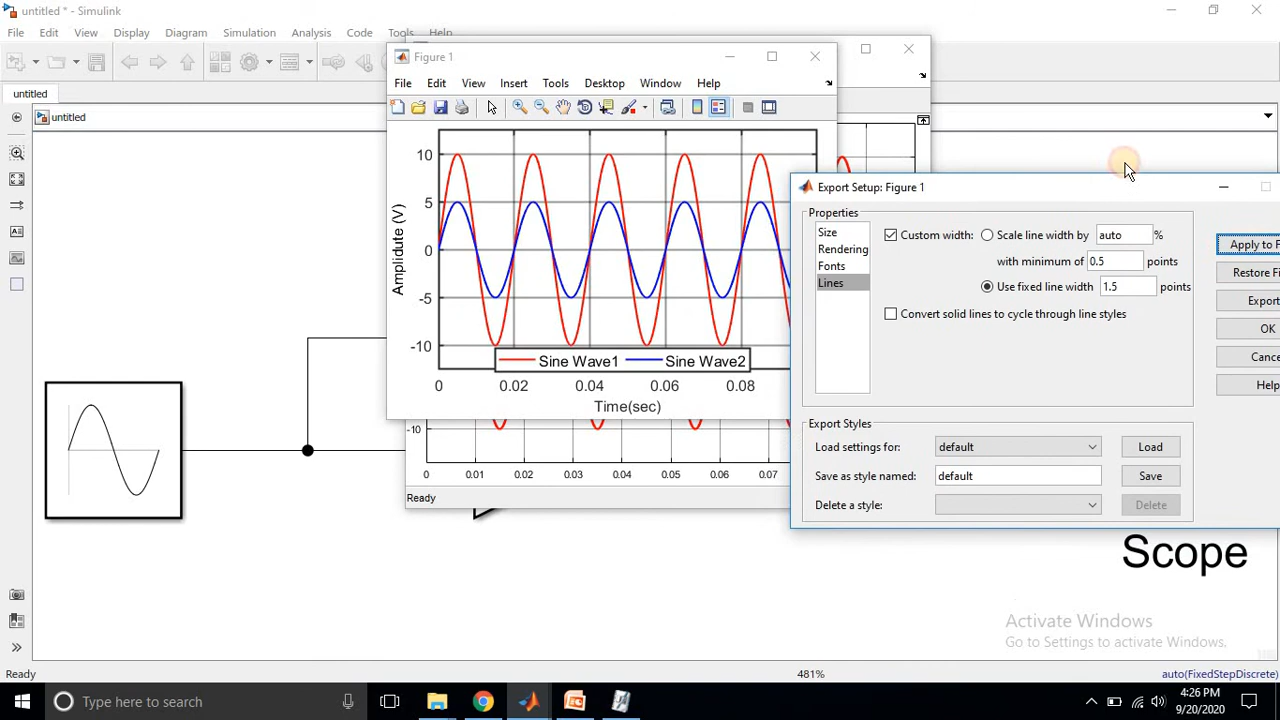 untitled * - Simulink
File Edit View Display Diagram Simulation Analysis Code Tools
untitled
untitled
Figure 1
File Edit View Insert Tools Desktop Window Help
10
5
0
-5
-10
Amplidute (V)
Sine Wave1 Sine Wave2
0 0.02 0.04 0.06 0.08
Time(sec)
-10
0 0.01 0.02 0.03 0.04 0.05 0.06 0.07
Ready
Export Setup: Figure 1
Properties
Size
Rendering
Fonts
Lines
Custom width: Scale line width by auto %
with minimum of 0.5 points
Use fixed line width 1.5 points
Convert solid lines to cycle through line styles
Apply to F
Restore Fi
Export
OK
Cance
Help
Export Styles
Load settings for: default Load
Save as style named: default Save
Delete a style: Delete
Scope
Activate Windows
Go to Settings to activate Windows.
Ready 481% auto(FixedStepDiscrete)
Type here to search
4:26 PM
9/20/2020